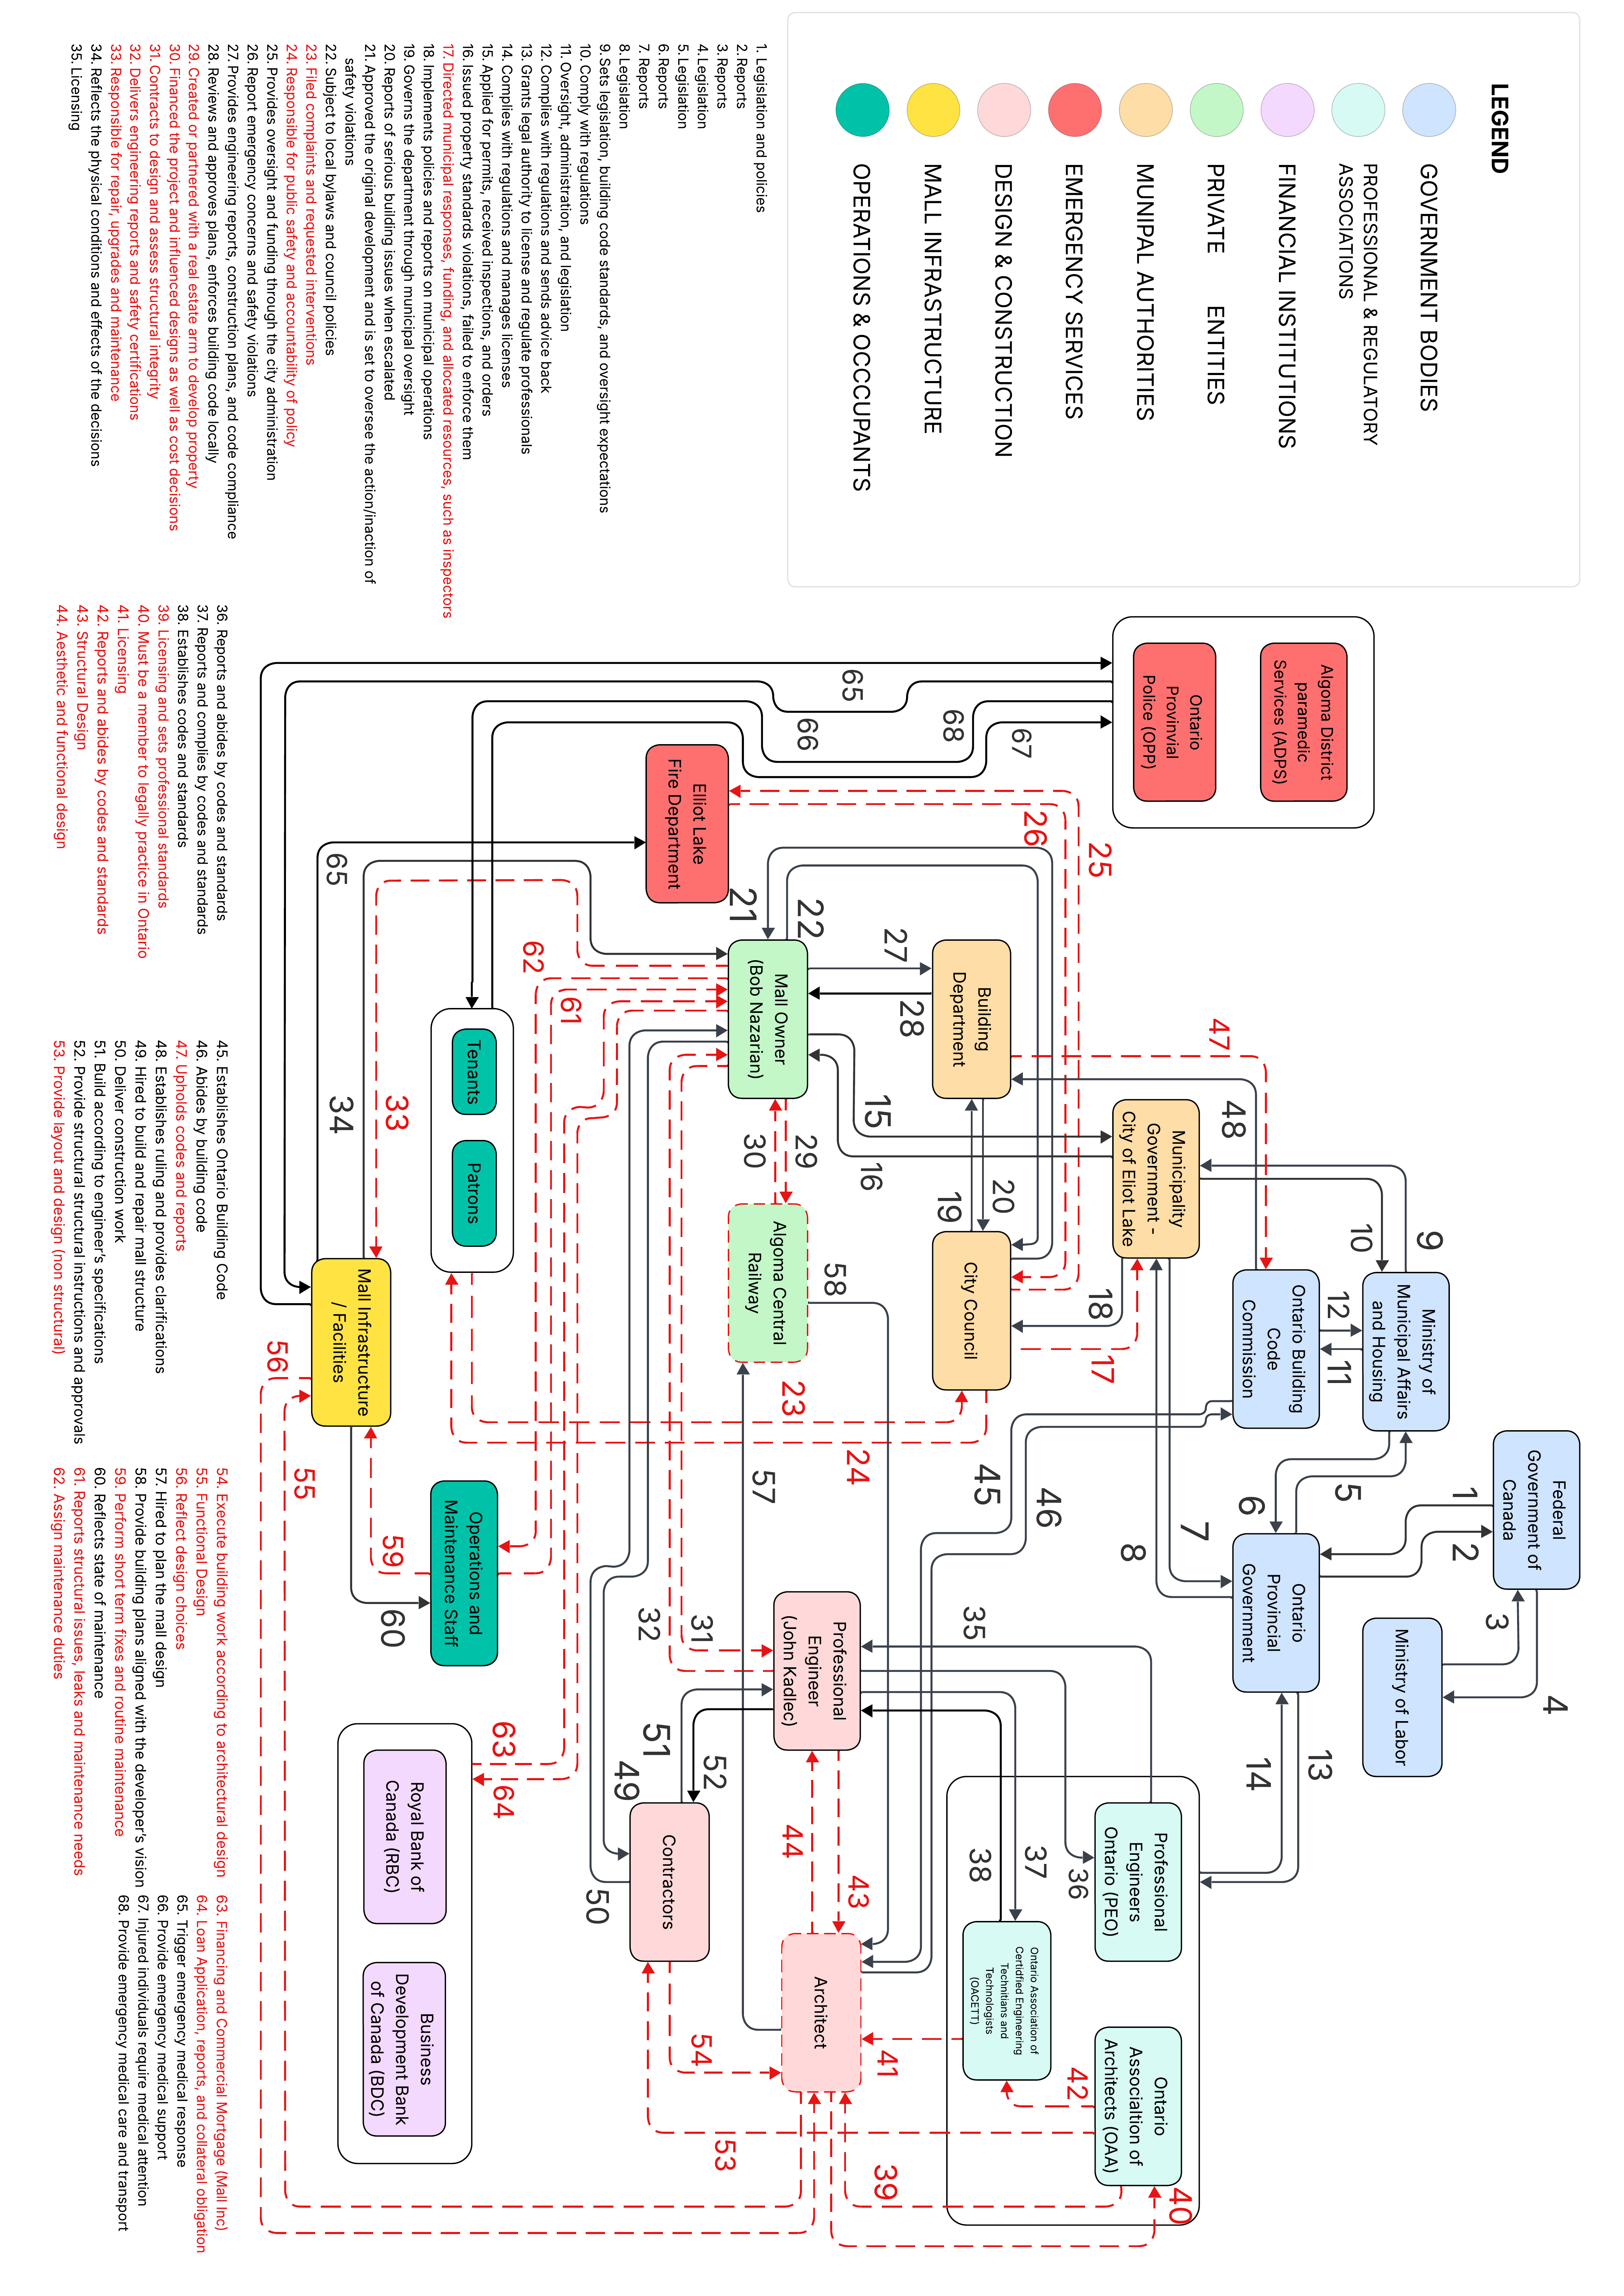 LEGEND
GOVERNMENT BODIES
PROFESSIONAL & REGULATORY
ASSOCIATIONS
FINANCIAL INSTITUTIONS
PRIVATE ENTITIES
MUNIPAL AUTHORITIES
EMERGENCY SERVICES
DESIGN & CONSTRUCTION
MALL INFRASTRUCTURE
OPERATIONS & OCCCUPANTS
Federal
Government of
Canada
1
2
3
4
Ministry of Labor
Ministry of
Municipal Affairs
and Housing
9
10
5
6
7
8
12
11
Ontario Building
Code
Commission
Ontario
Provincial
Government
13
14
47
48
Algoma District
paramedic
Services (ADPS)
Ontario
Provinvial
Police (OPP)
Municipality
Government -
City of Eliot Lake
17
18
Professional
Engineers
Ontario (PEO)
Ontario
Associaltion of
Architects (OAA)
40
Ontario Association of
Certidfied Engineering
Technitians and
Technologists
(OACETT)
41
42
35
36
37
38
39
45
46
67
68
25
26
Building
Department
27
28
City Council
20
19
15
16
21
22
23
24
58
57
65
66
Elliot Lake
Fire Department
Mall Owner
(Bob Nazarian)
29
30
Algoma Central
Railway
Professional
Engineer
(John Kadlec)
43
44
Architect
31
32
51
52
49
50
Contractors
54
53
61
62
63
64
Tenants
Patrons
Operations and
Maintenance Staff
59
60
Royal Bank of
Canada (RBC)
Business
Development Bank
of Canada (BDC)
33
34
65
Mall Infrastructure
/ Facilities
55
56
1. Legislation and policies
2. Reports
3. Reports
4. Legislation
5. Legislation
6. Reports
7. Reports
8. Legislation
9. Sets legislation, building code standards, and oversight expectations
10. Comply with regulations
11. Oversight, administration, and legislation
12. Complies with regulations and sends advice back
13. Grants legal authority to license and regulate professionals
14. Complies with regulations and manages licenses
15. Applied for permits, received inspections, and orders
16. Issued property standards violations, failed to enforce them
17. Directed municipal responses, funding, and allocated resources, such as inspectors
18. Implements policies and reports on municipal operations
19. Governs the department through municipal oversight
20. Reports of serious building issues when escalated
21. Approved the original development and is set to oversee the action/inaction of
safety violations
22. Subject to local bylaws and council policies
23. Filed complaints and requested interventions
24. Responsible for public safety and accountability of policy
25. Provides oversight and funding through the city administration
26. Report emergency concerns and safety violations
27. Provides engineering reports, construction plans, and code compliance
28. Reviews and approves plans, enforces building code locally
29. Created or partnered with a real estate arm to develop property
30. Financed the project and influenced designs as well as cost decisions
31. Contracts to design and assess structural integrity
32. Delivers engineering reports and safety certifications
33. Responsible for repair, upgrades and maintenance
34. Reflects the physical conditions and effects of the decisions
35. Licensing
36. Reports and abides by codes and standards
37. Reports and complies by codes and standards
38. Establishes codes and standards
39. Licensing and sets professional standards
40. Must be a member to legally practice in Ontario
41. Licensing
42. Reports and abides by codes and standards
43. Structural Design
44. Aesthetic and functional design
45. Establishes Ontario Building Code
46. Abides by building code
47. Upholds codes and reports
48. Establishes ruling and provides clarifications
49. Hired to build and repair mall structure
50. Deliver construction work
51. Build according to engineer's specifications
52. Provide structural structural instructions and approvals
53. Provide layout and design (non structural)
54. Execute building work according to architectural design
55. Functional Design
56. Reflect design choices
57. Hired to plan the mall design
58. Provide building plans aligned with the developer's vision
59. Perform short term fixes and routine maintenance
60. Reflects state of maintenance
61. Reports structural issues, leaks and maintenance needs
62. Assign maintenance duties
63. Financing and Commercial Mortgage (Mall Inc)
64. Loan Application, reports, and collateral obligation
65. Trigger emergency medical response
66. Provide emergency medical support
67. Injured individuals require medical attention
68. Provide emergency medical care and transport